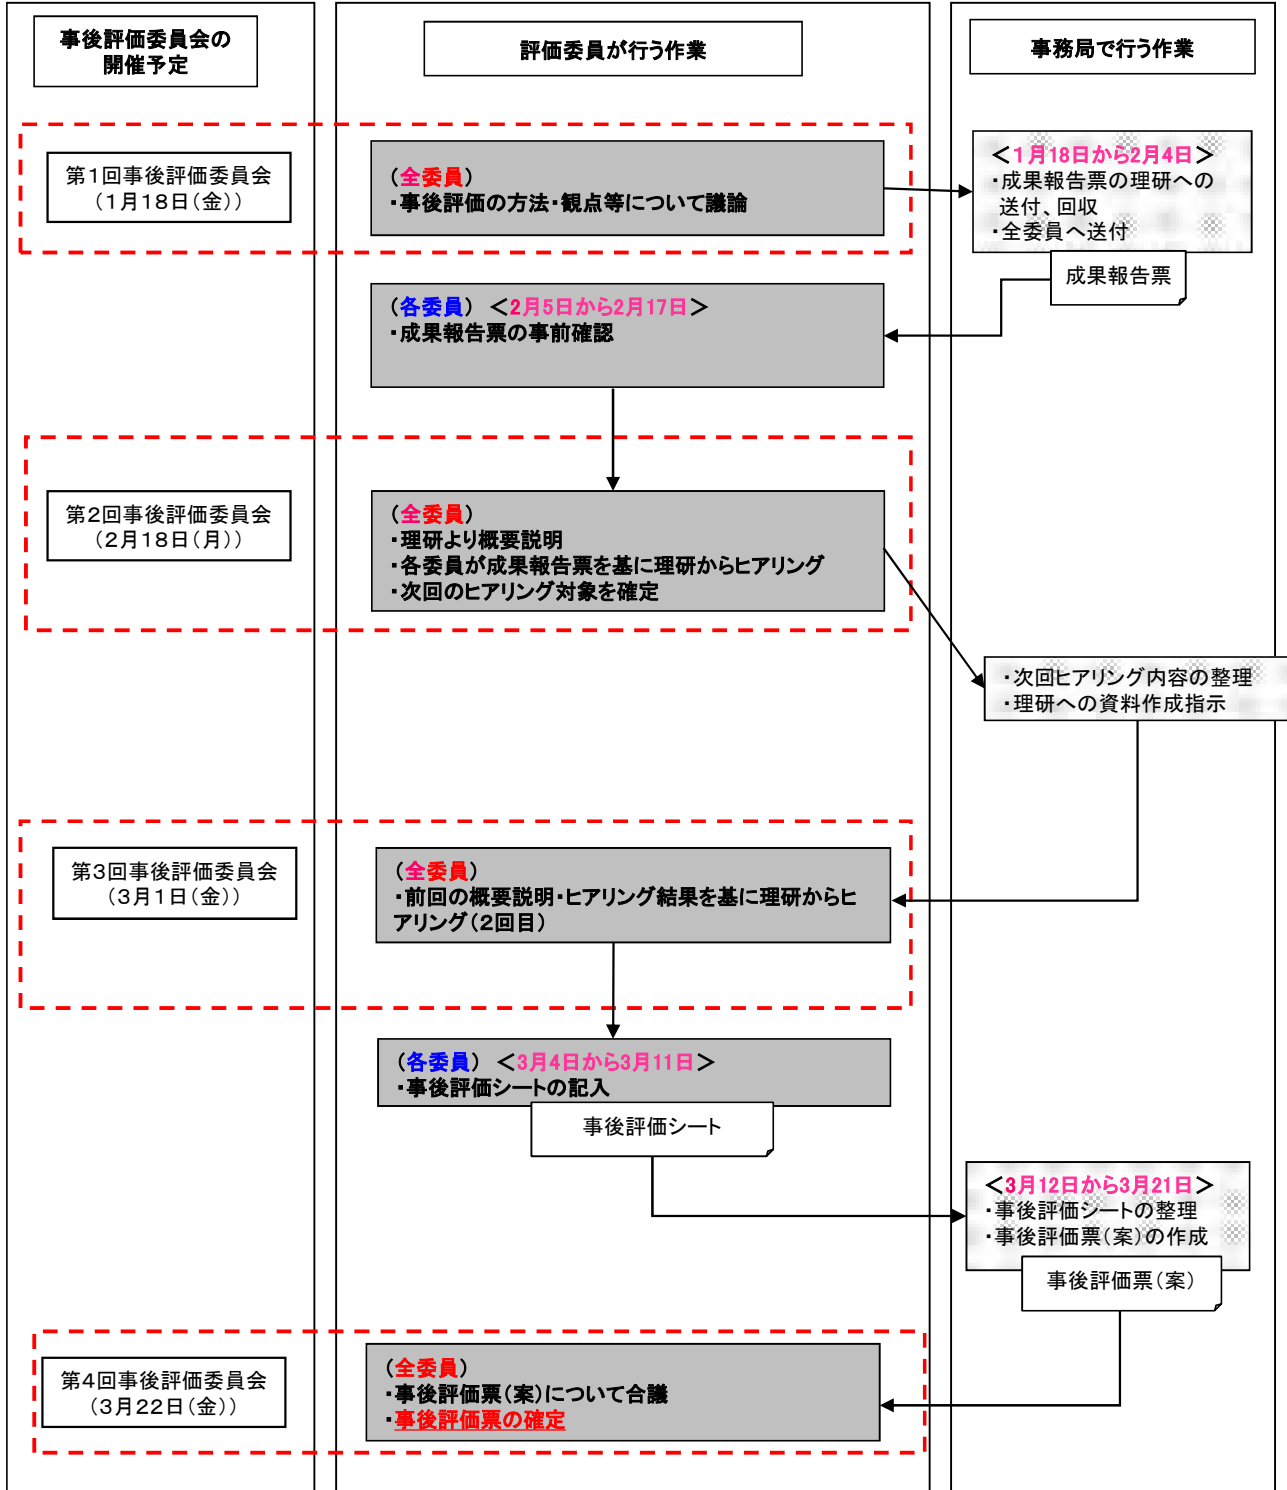 事後評価委員会の
開催予定
評価委員が行う作業
事務局で行う作業
第1回事後評価委員会
(1月18日(金))
(全委員)
・事後評価の方法・観点等について議論
<1月18日から2月4日>
・成果報告票の理研への
送付、回収
・全委員へ送付
成果報告票
(各委員) <2月5日から2月17日>
・成果報告票の事前確認
第2回事後評価委員会
(2月18日(月))
(全委員)
・理研より概要説明
・各委員が成果報告票を基に理研からヒアリング
・次回のヒアリング対象を確定
・次回ヒアリング内容の整理
・理研への資料作成指示
第3回事後評価委員会
(3月1日(金))
(全委員)
・前回の概要説明・ヒアリング結果を基に理研からヒ
アリング(2回目)
(各委員) <3月4日から3月11日>
・事後評価シートの記入
事後評価シート
<3月12日から3月21日>
・事後評価シートの整理
・事後評価票(案)の作成
事後評価票(案)
第4回事後評価委員会
(3月22日(金))
(全委員)
・事後評価票(案)について合議
・事後評価票の確定